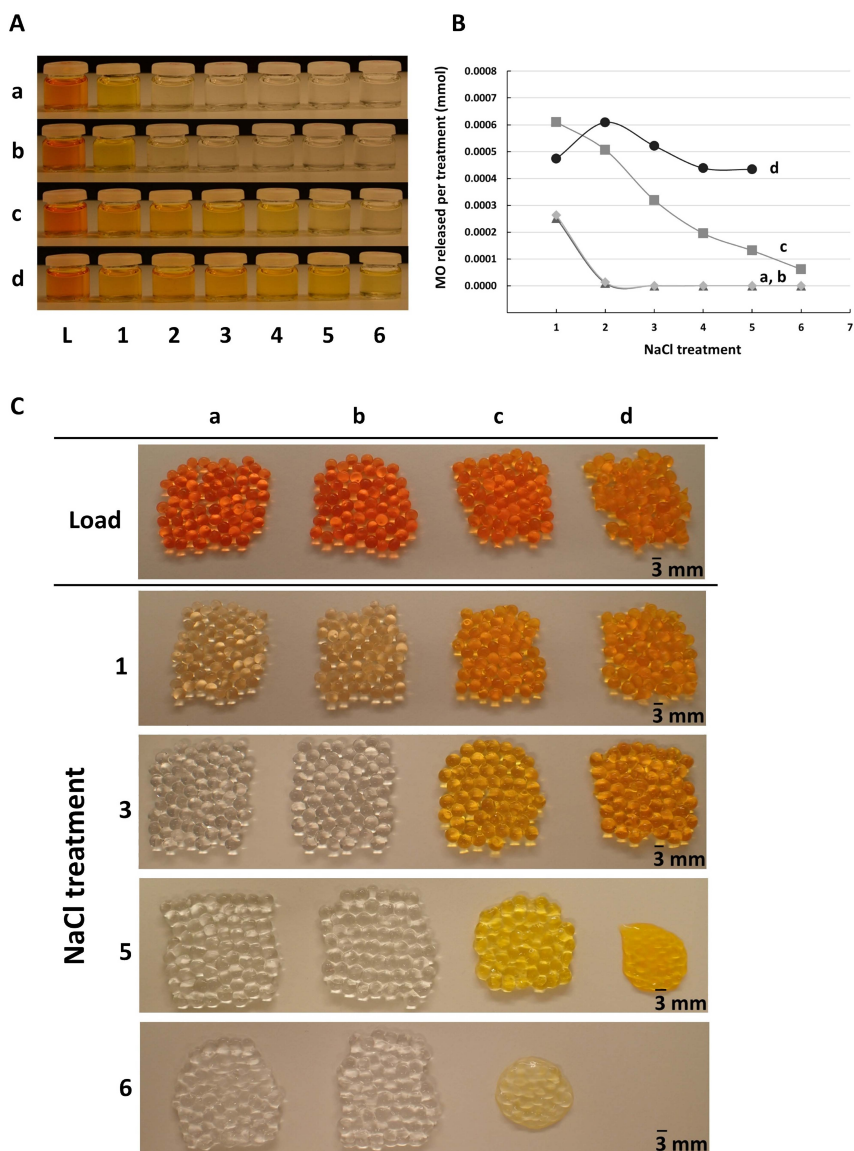 A
a
b
c
d
L 1 2 3 4 5 6
B
MO released per treatment (mmol)
0.0008
0.0007
0.0006
0.0005
0.0004
0.0003
0.0002
0.0001
0.0000
d
c
a, b
1 2 3 4 5 6 7
NaCl treatment
C
a b c d
Load
3 mm
NaCl treatment
1
3 mm
3
3 mm
5
3 mm
6
3 mm